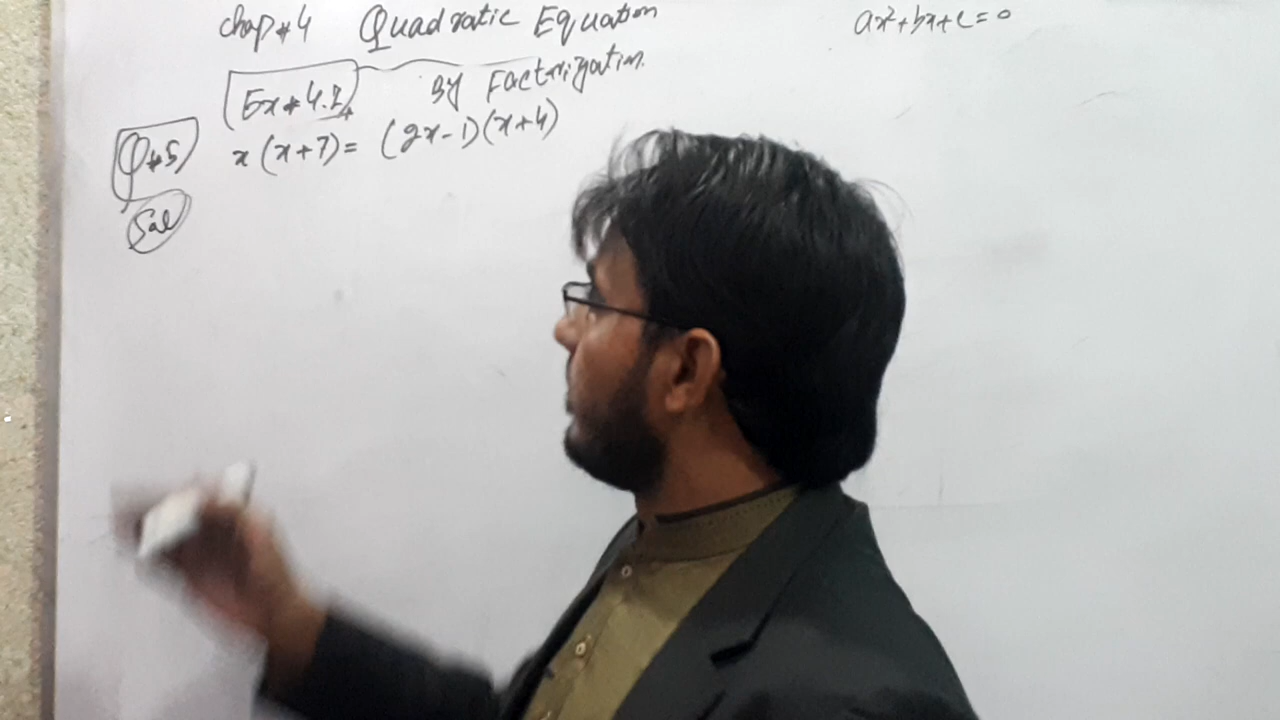 Chap # 4 Quadratic Equation
ax²+bx+c=0
Ex # 4.1 By Factorization.
Q#5 x(x+7)= (2x-1)(x+4)
Sol